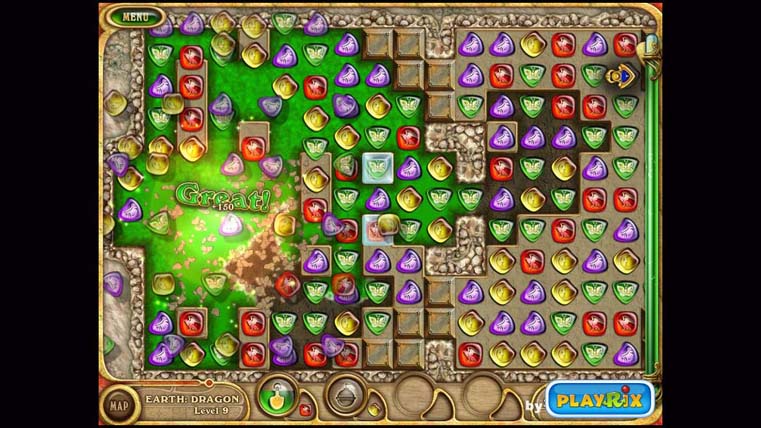 MENU
Great!
150
MAP
EARTH: DRAGON
Level 9
by
PLAYRIX